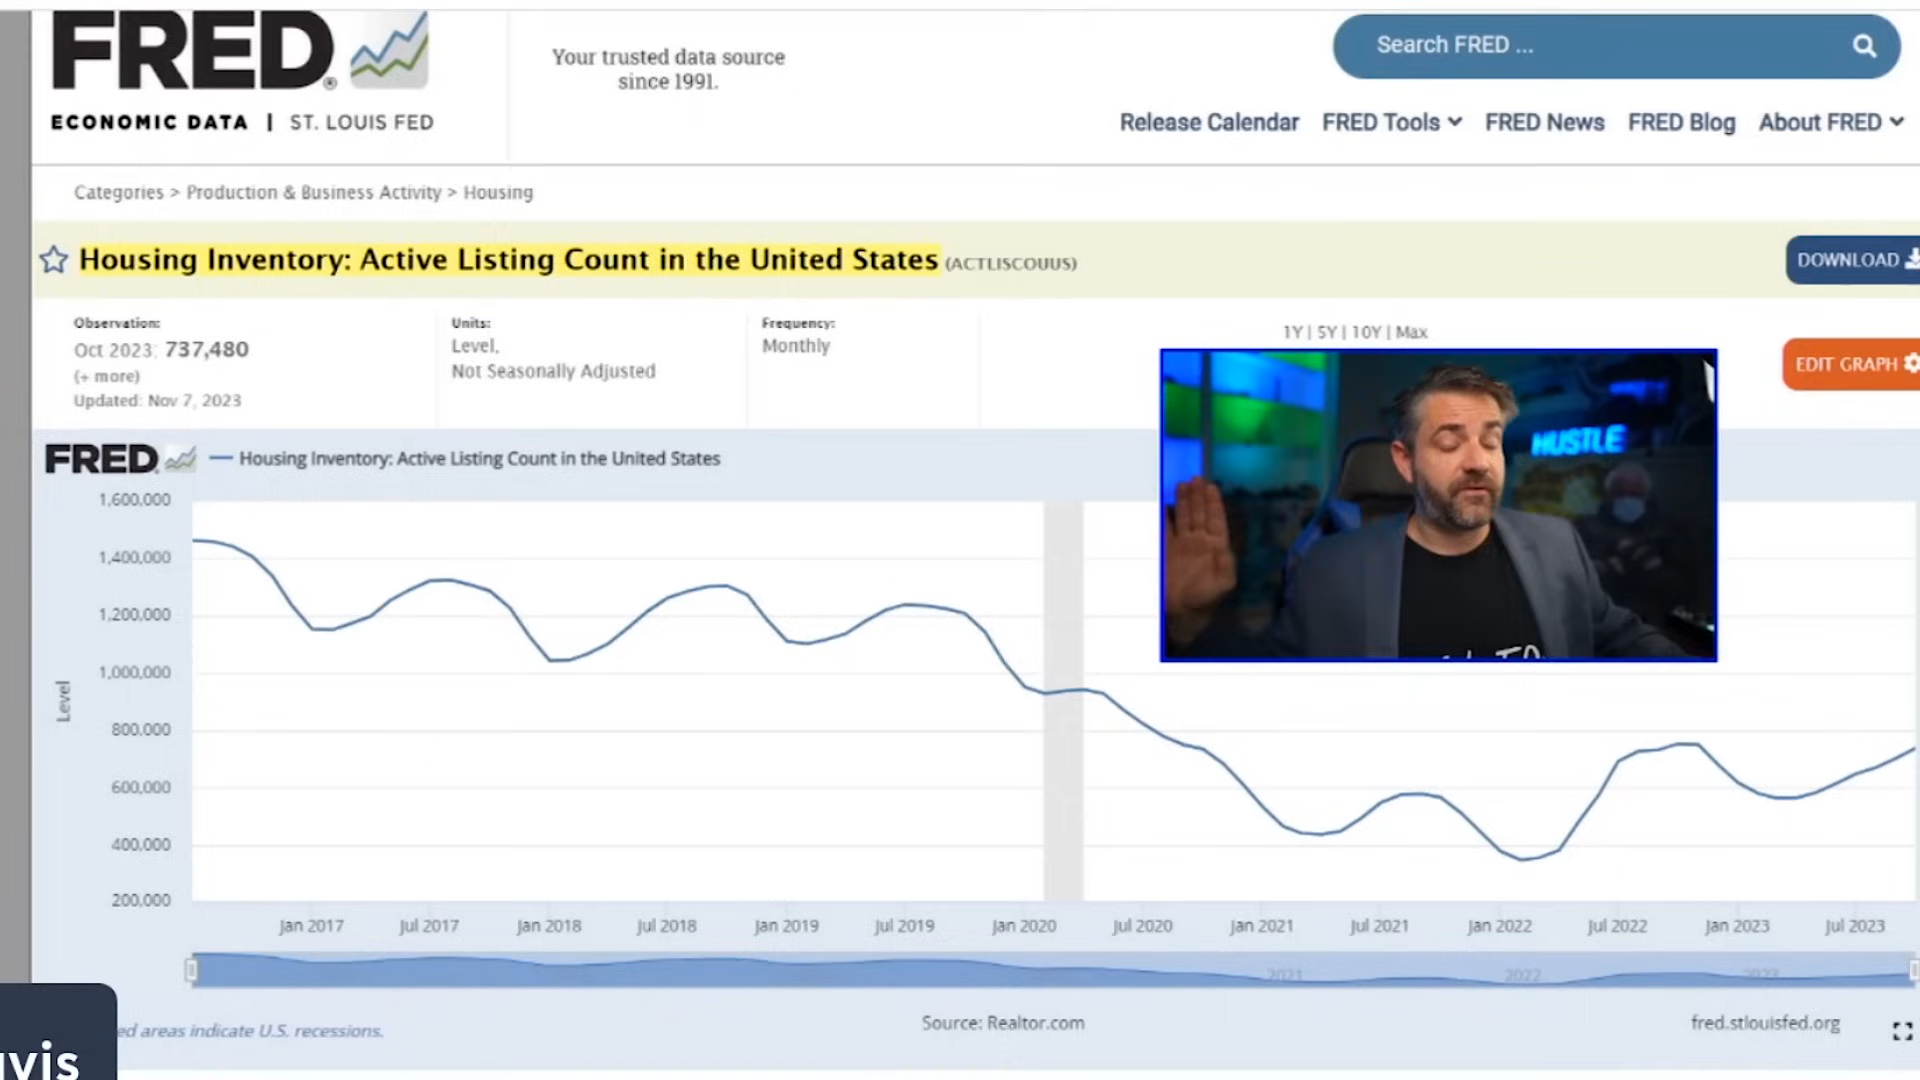 FRED®
ECONOMIC DATA | ST. LOUIS FED
Your trusted data source
since 1991.
Search FRED ...
Release Calendar FRED Tools FRED News FRED Blog About FRED
Categories > Production & Business Activity > Housing
Housing Inventory: Active Listing Count in the United States (ACTLISCOUUS)
DOWNLOAD
Observation:
Oct 2023: 737,480
(+ more)
Updated: Nov 7, 2023
Units:
Level,
Not Seasonally Adjusted
Frequency:
Monthly
1Y | 5Y | 10Y | Max
EDIT GRAPH
HUSTLE
FRED
Housing Inventory: Active Listing Count in the United States
1,600,000
1,400,000
1,200,000
1,000,000
800,000
600,000
400,000
200,000
Level
Jan 2017 Jul 2017 Jan 2018 Jul 2018 Jan 2019 Jul 2019 Jan 2020 Jul 2020 Jan 2021 Jul 2021 Jan 2022 Jul 2022 Jan 2023 Jul 2023
2021 2022 2023
ed areas indicate U.S. recessions.
Source: Realtor.com
fred.stlouisfed.org
vis